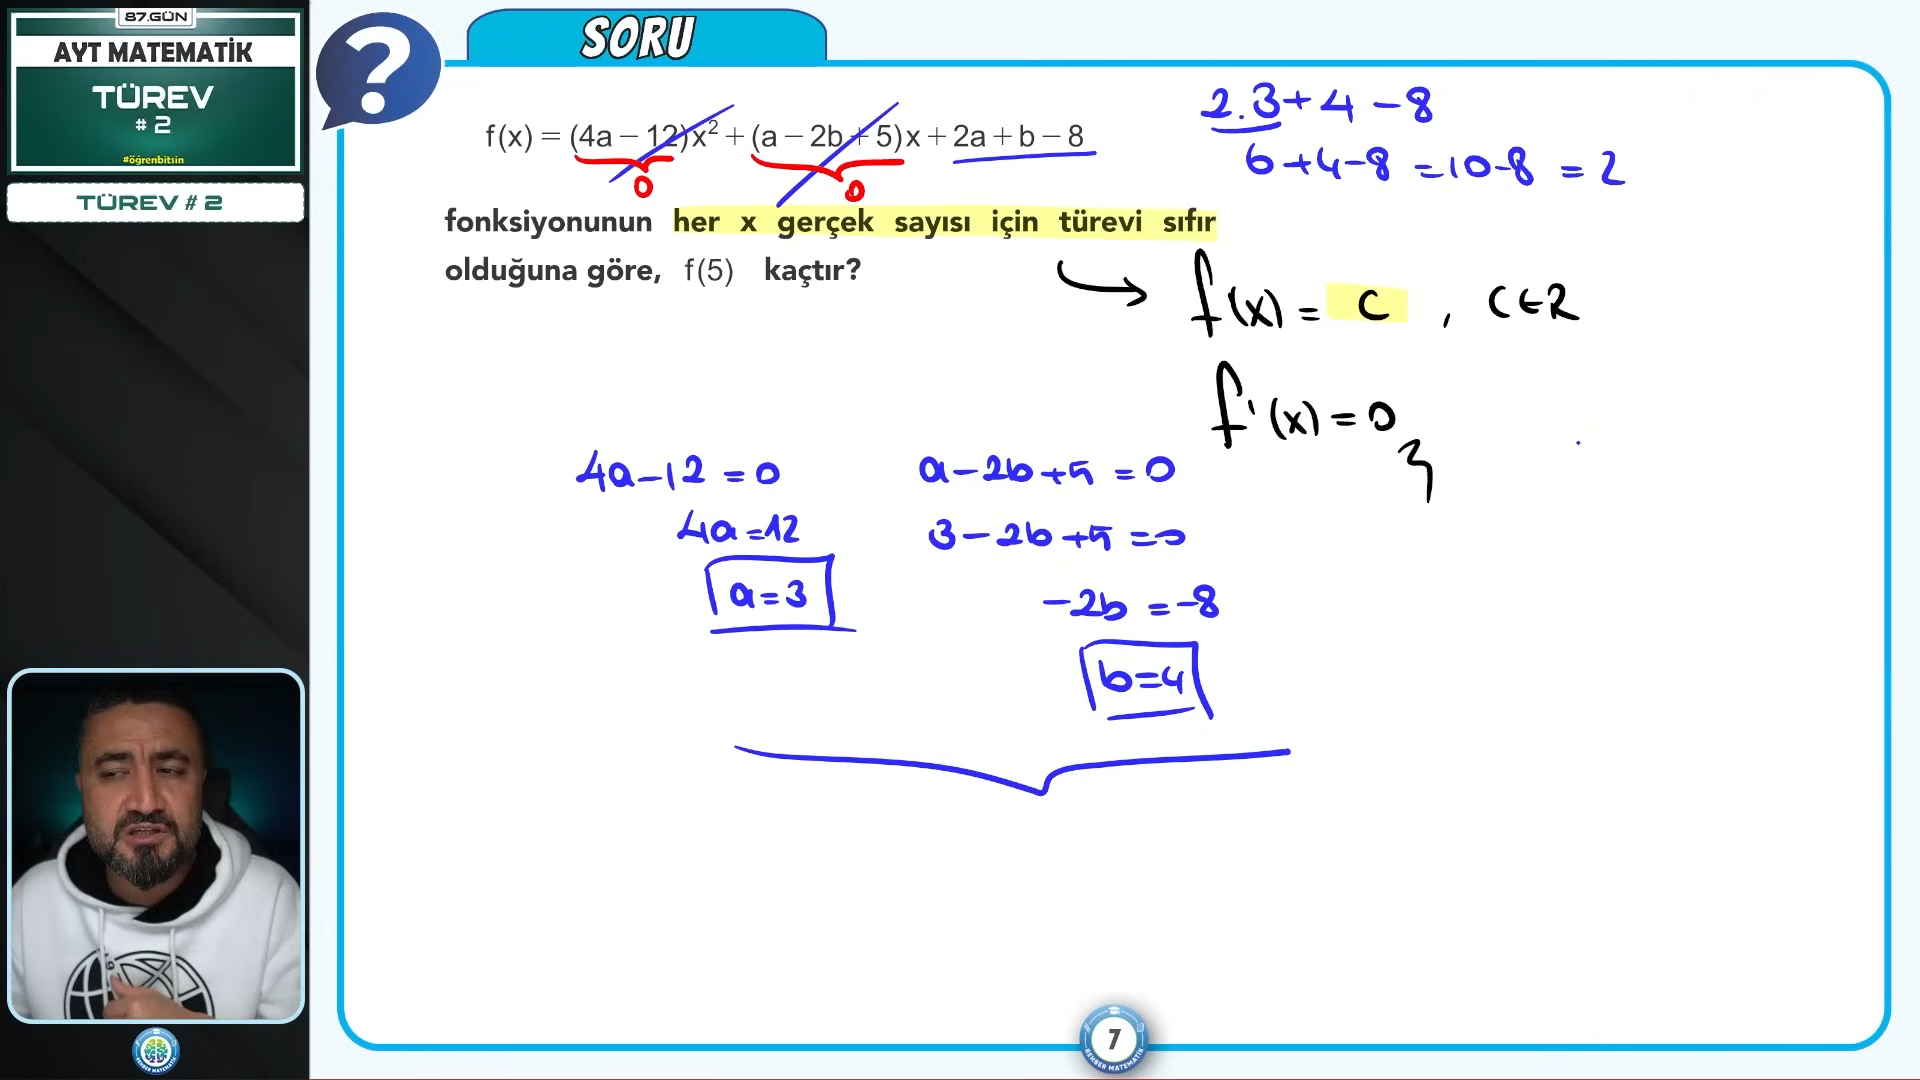 87.GÜN
AYT MATEMATİK
TÜREV
# 2
#öğrenbitsin
TÜREV # 2
?
SORU
f(x) = (4a – 12)x² + (a – 2b + 5)x + 2a + b – 8
0
0
2.3 + 4 – 8
6 + 4 – 8 = 10 – 8 = 2
fonksiyonunun her x gerçek sayısı için türevi sıfır
olduğuna göre, f(5) kaçtır?
f(x) = c , c ∈ R
f'(x) = 0
4a – 12 = 0
4a = 12
a = 3
a – 2b + 5 = 0
3 – 2b + 5 = 0
–2b = –8
b = 4
7
REHBER MATEMATİK